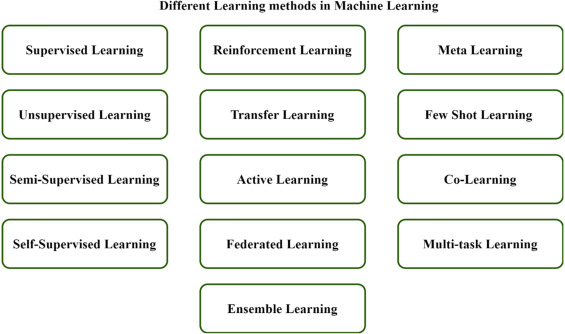 Different Learning methods in Machine Learning
Supervised Learning
Reinforcement Learning
Meta Learning
Unsupervised Learning
Transfer Learning
Few Shot Learning
Semi-Supervised Learning
Active Learning
Co-Learning
Self-Supervised Learning
Federated Learning
Multi-task Learning
Ensemble Learning